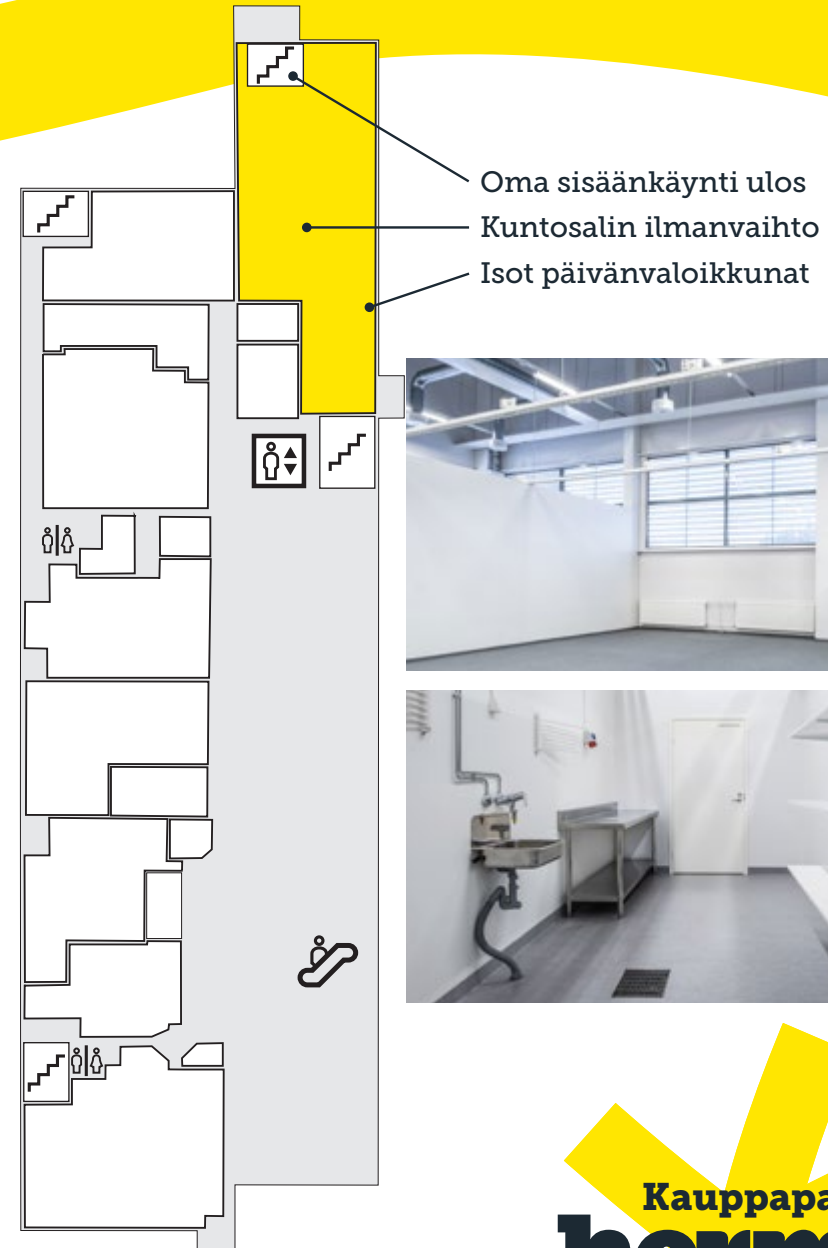 Oma sisäänkäynti ulos
Kuntosalin ilmanvaihto
Isot päivänvaloikkunat
Kauppapa